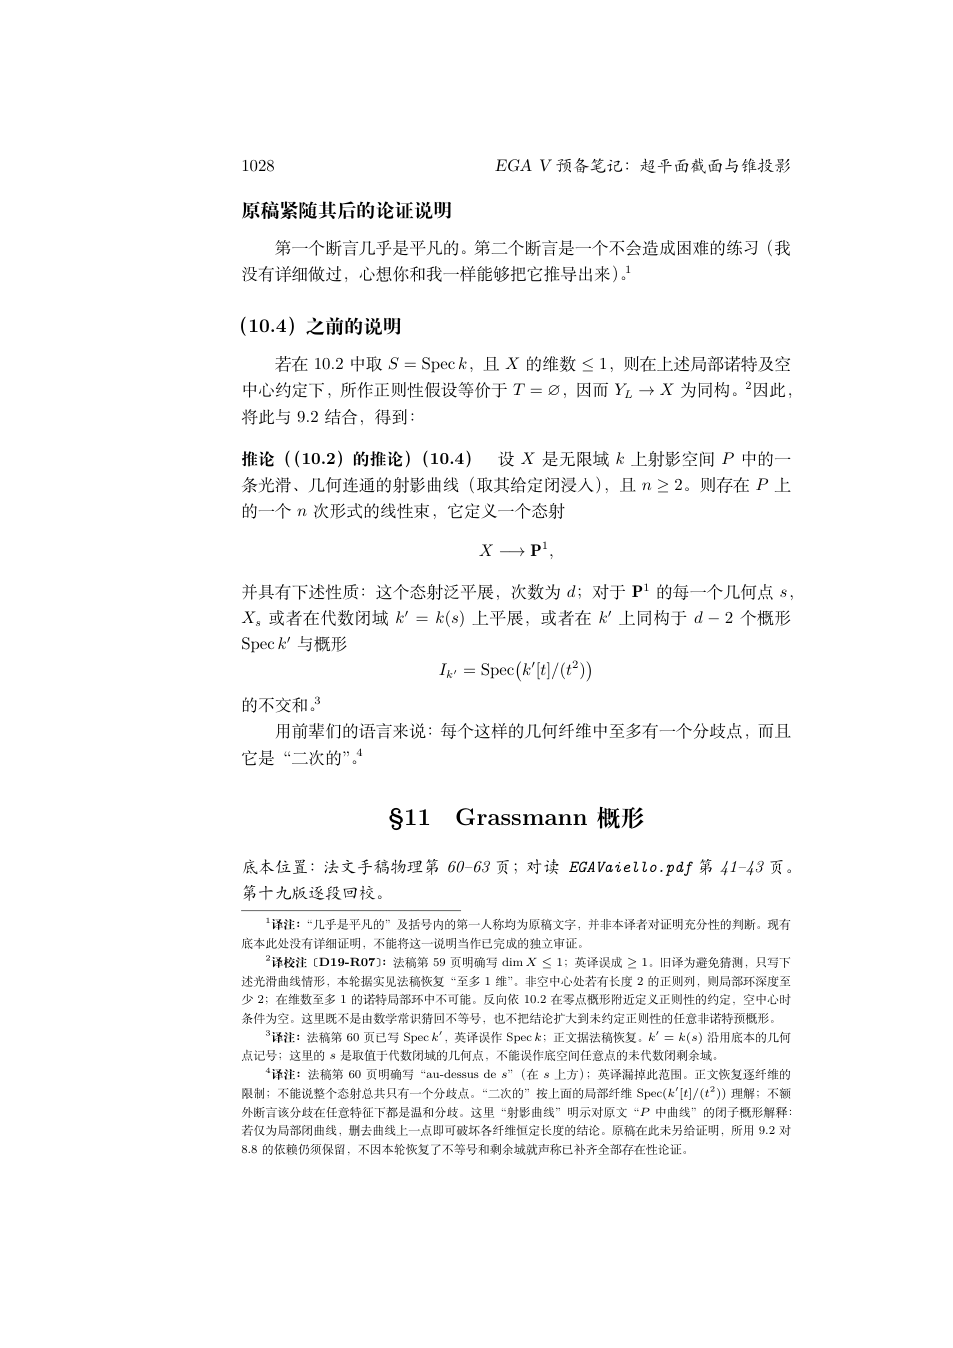 1028 EGA V 预备笔记：超平面截面与锥投影
原稿紧随其后的论证说明
第一个断言几乎是平凡的。第二个断言是一个不会造成困难的练习（我
没有详细做过，心想你和我一样能够把它推导出来）。¹
（10.4）之前的说明
若在 10.2 中取 S = Spec k，且 X 的维数 ≤ 1，则在上述局部诺特及空
中心约定下，所作正则性假设等价于 T = ∅，因而 Y_L → X 为同构。²因此，
将此与 9.2 结合，得到：
推论（（10.2）的推论）（10.4） 设 X 是无限域 k 上射影空间 P 中的一
条光滑、几何连通的射影曲线（取其给定闭浸入），且 n ≥ 2。则存在 P 上
的一个 n 次形式的线性束，它定义一个态射
X ⟶ P¹,
并具有下述性质：这个态射泛平展，次数为 d；对于 P¹ 的每一个几何点 s，
X_s 或者在代数闭域 k′ = k(s) 上平展，或者在 k′ 上同构于 d − 2 个概形
Spec k′ 与概形
I_{k′} = Spec(k′[t]/(t²))
的不交和。³
用前辈们的语言来说：每个这样的几何纤维中至多有一个分歧点，而且
它是“二次的”。⁴
§11 Grassmann 概形
底本位置：法文手稿物理第 60–63 页；对读 EGAVaiello.pdf 第 41–43 页。
第十九版逐段回校。
¹译注：“几乎是平凡的”及括号内的第一人称均为原稿文字，并非本译者对证明充分性的判断。现有
底本此处没有详细证明，不能将这一说明当作已完成的独立审证。
²译校注〔D19-R07〕：法稿第 59 页明确写 dim X ≤ 1；英译误成 ≥ 1。旧译为避免猜测，只写下
述光滑曲线情形，本轮据实见法稿恢复“至多 1 维”。非空中心处若有长度 2 的正则列，则局部环深度至
少 2；在维数至多 1 的诺特局部环中不可能。反向依 10.2 在零点概形附近定义正则性的约定，空中心时
条件为空。这里既不是由数学常识猜回不等号，也不把结论扩大到未约定正则性的任意非诺特预概形。
³译注：法稿第 60 页已写 Spec k′，英译误作 Spec k；正文据法稿恢复。k′ = k(s) 沿用底本的几何
点记号；这里的 s 是取值于代数闭域的几何点，不能误作底空间任意点的未代数闭剩余域。
⁴译注：法稿第 60 页明确写 “au-dessus de s”（在 s 上方）；英译漏掉此范围。正文恢复逐纤维的
限制；不能说整个态射总共只有一个分歧点。“二次的”按上面的局部纤维 Spec(k′[t]/(t²)) 理解；不额
外断言该分歧在任意特征下都是温和分歧。这里“射影曲线”明示对原文“P 中曲线”的闭子概形解释：
若仅为局部闭曲线，删去曲线上一点即可破坏各纤维恒定长度的结论。原稿在此未另给证明，所用 9.2 对
8.8 的依赖仍须保留，不因本轮恢复了不等号和剩余域就声称已补齐全部存在性论证。